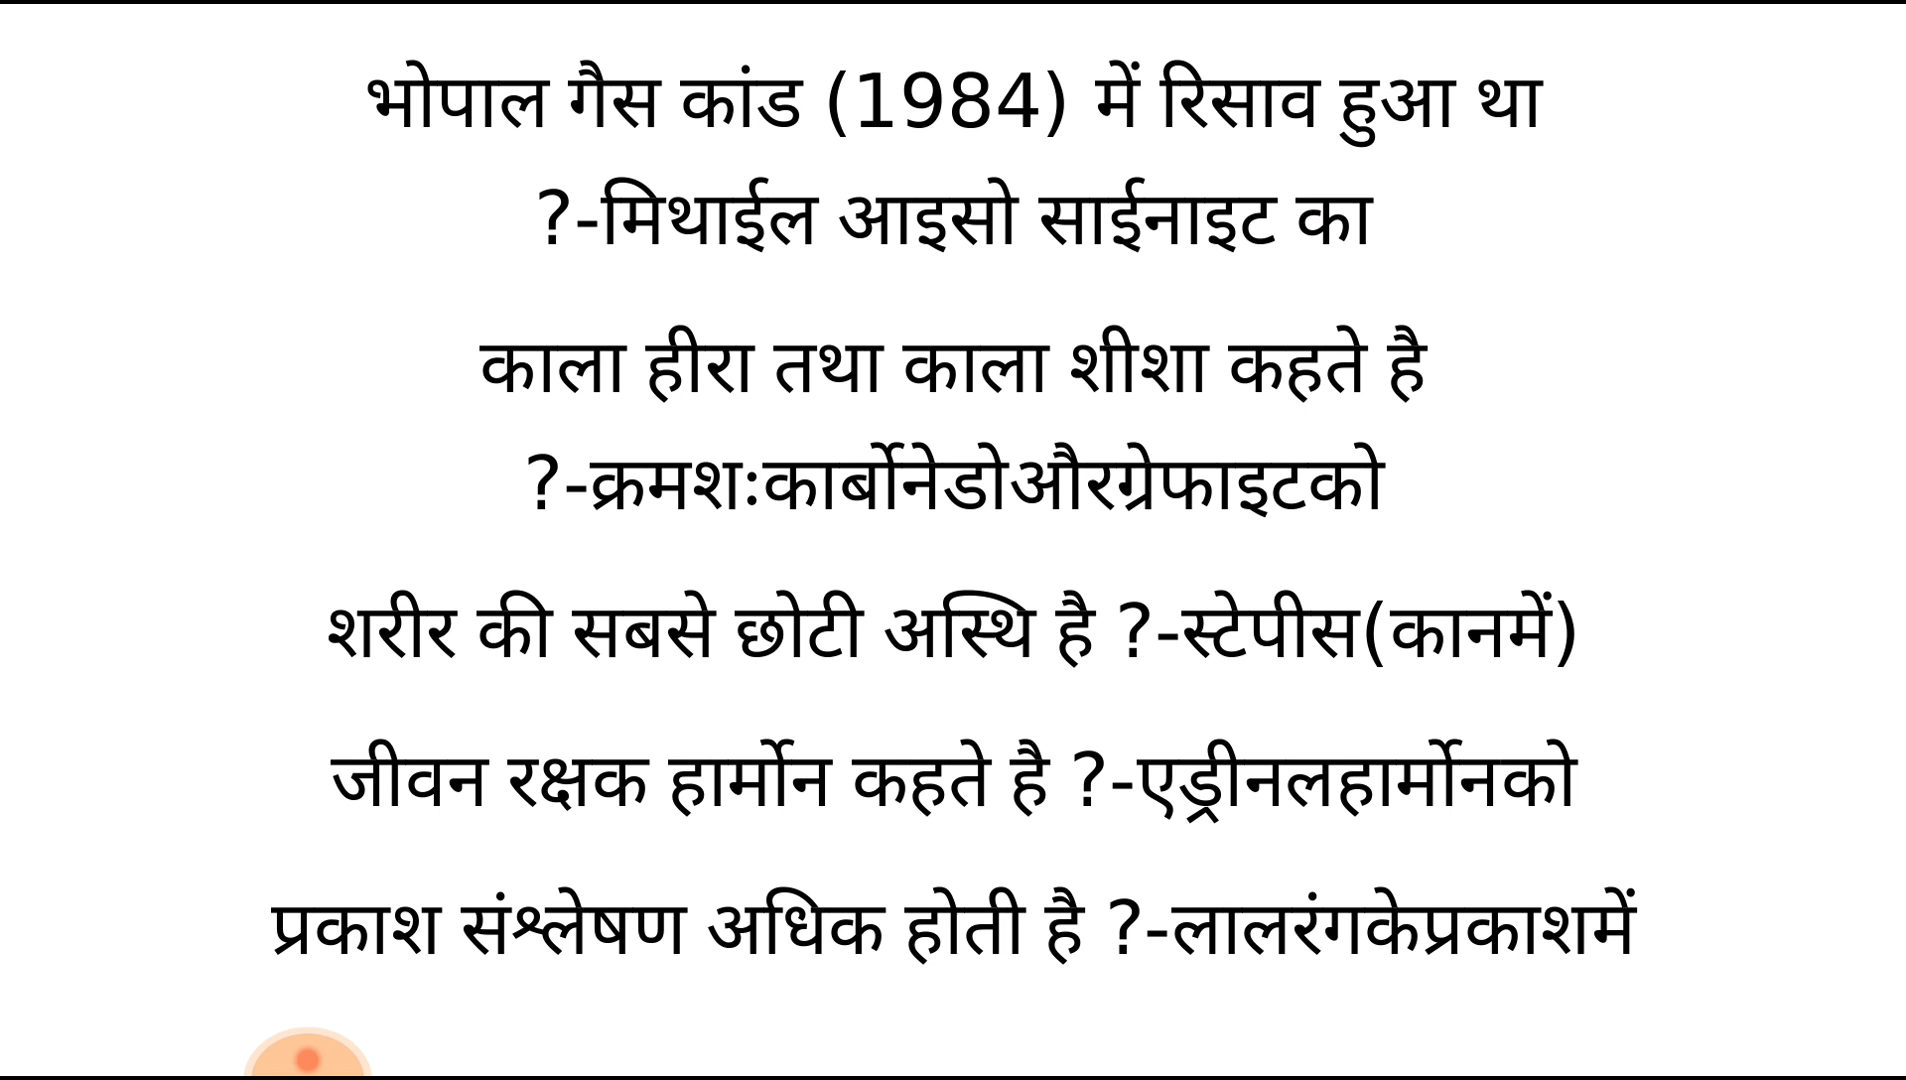 भोपाल गैस कांड (1984) में रिसाव हुआ था
?-मिथाईल आइसो साईनाइट का
काला हीरा तथा काला शीशा कहते है
?-क्रमशःकार्बोनेडोऔरग्रेफाइटको
शरीर की सबसे छोटी अस्थि है ?-स्टेपीस(कानमें)
जीवन रक्षक हार्मोन कहते है ?-एड्रीनलहार्मोनको
प्रकाश संश्लेषण अधिक होती है ?-लालरंगकेप्रकाशमें